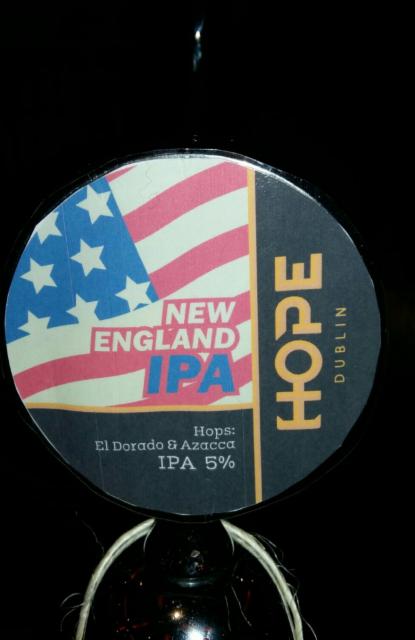 NEW
ENGLAND
IPA
Hops:
El Dorado & Azacca
IPA 5%
HOPE
DUBLIN